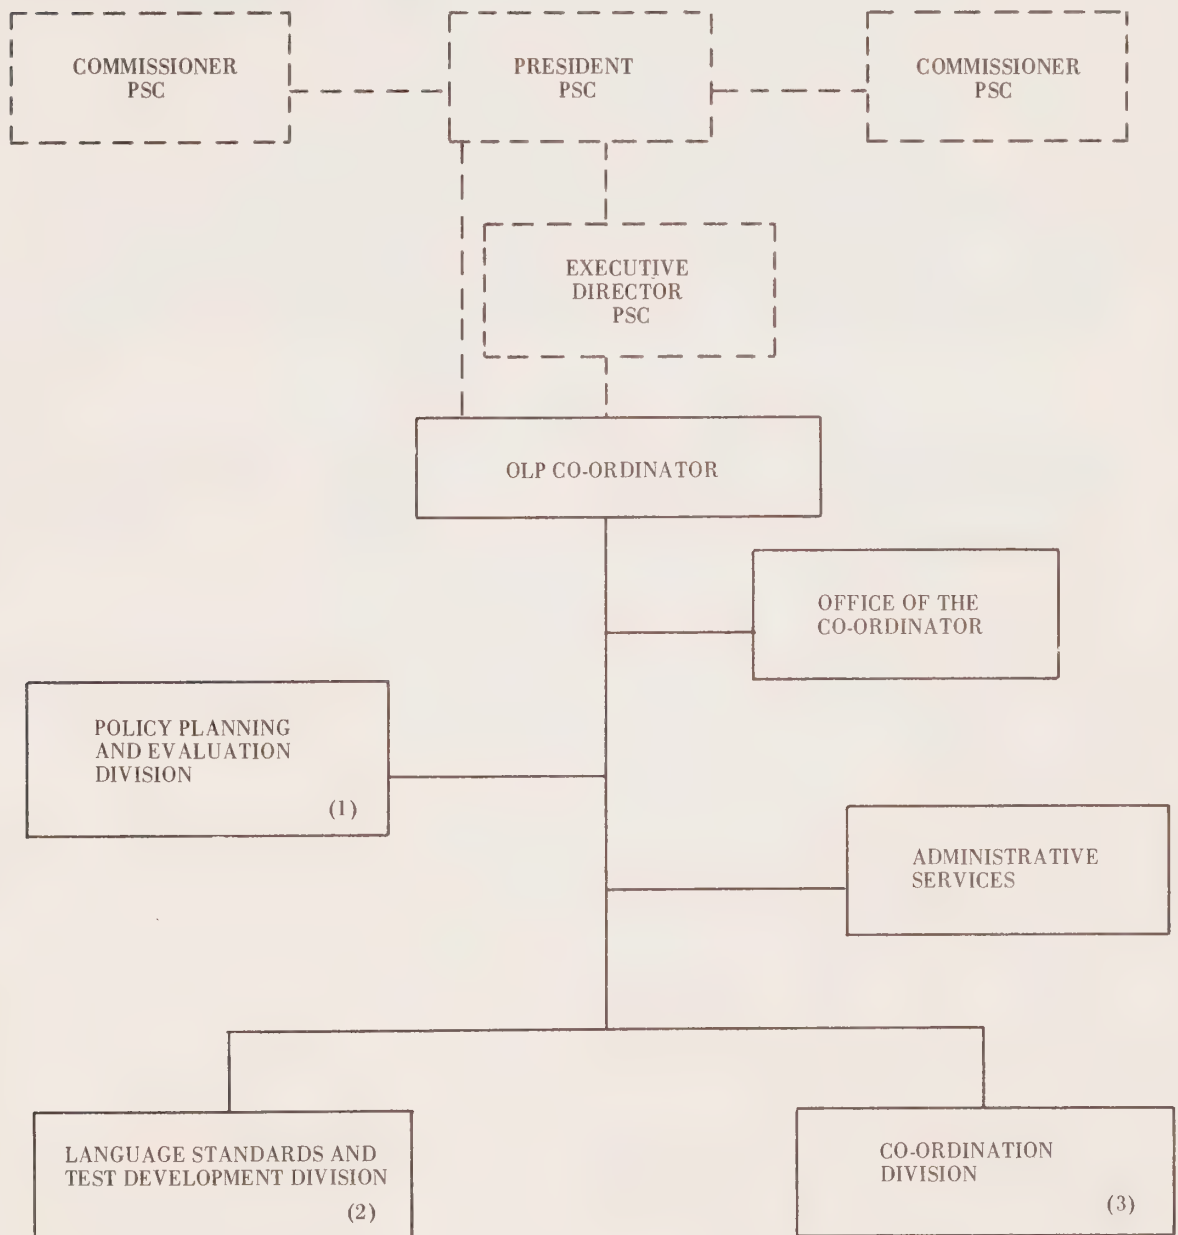 COMMISSIONER
PSC
PRESIDENT
PSC
COMMISSIONER
PSC
EXECUTIVE
DIRECTOR
PSC
OLP CO-ORDINATOR
OFFICE OF THE
CO-ORDINATOR
POLICY PLANNING
AND EVALUATION
DIVISION
(1)
ADMINISTRATIVE
SERVICES
LANGUAGE STANDARDS AND
TEST DEVELOPMENT DIVISION
(2)
CO-ORDINATION
DIVISION
(3)